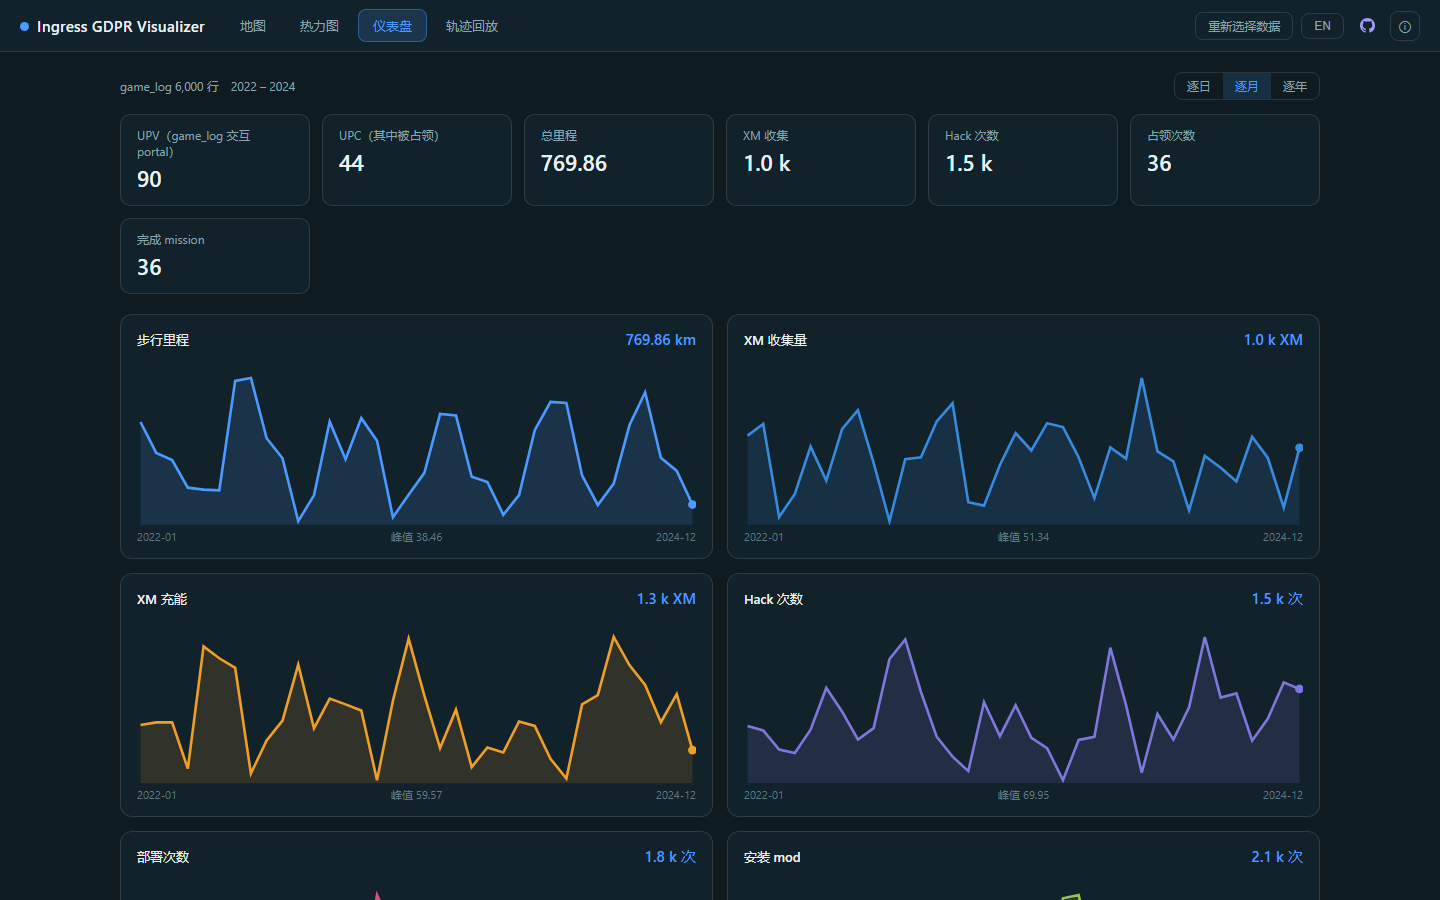 Ingress GDPR Visualizer 地图 热力图 仪表盘 轨迹回放 重新选择数据 EN
game_log 6,000 行 2022 – 2024 逐日 逐月 逐年
UPV（game_log 交互
portal）
90
UPC（其中被占领）
44
总里程
769.86
XM 收集
1.0 k
Hack 次数
1.5 k
占领次数
36
完成 mission
36
步行里程 769.86 km
2022-01 峰值 38.46 2024-12
XM 收集量 1.0 k XM
2022-01 峰值 51.34 2024-12
XM 充能 1.3 k XM
2022-01 峰值 59.57 2024-12
Hack 次数 1.5 k 次
2022-01 峰值 69.95 2024-12
部署次数 1.8 k 次
安装 mod 2.1 k 次